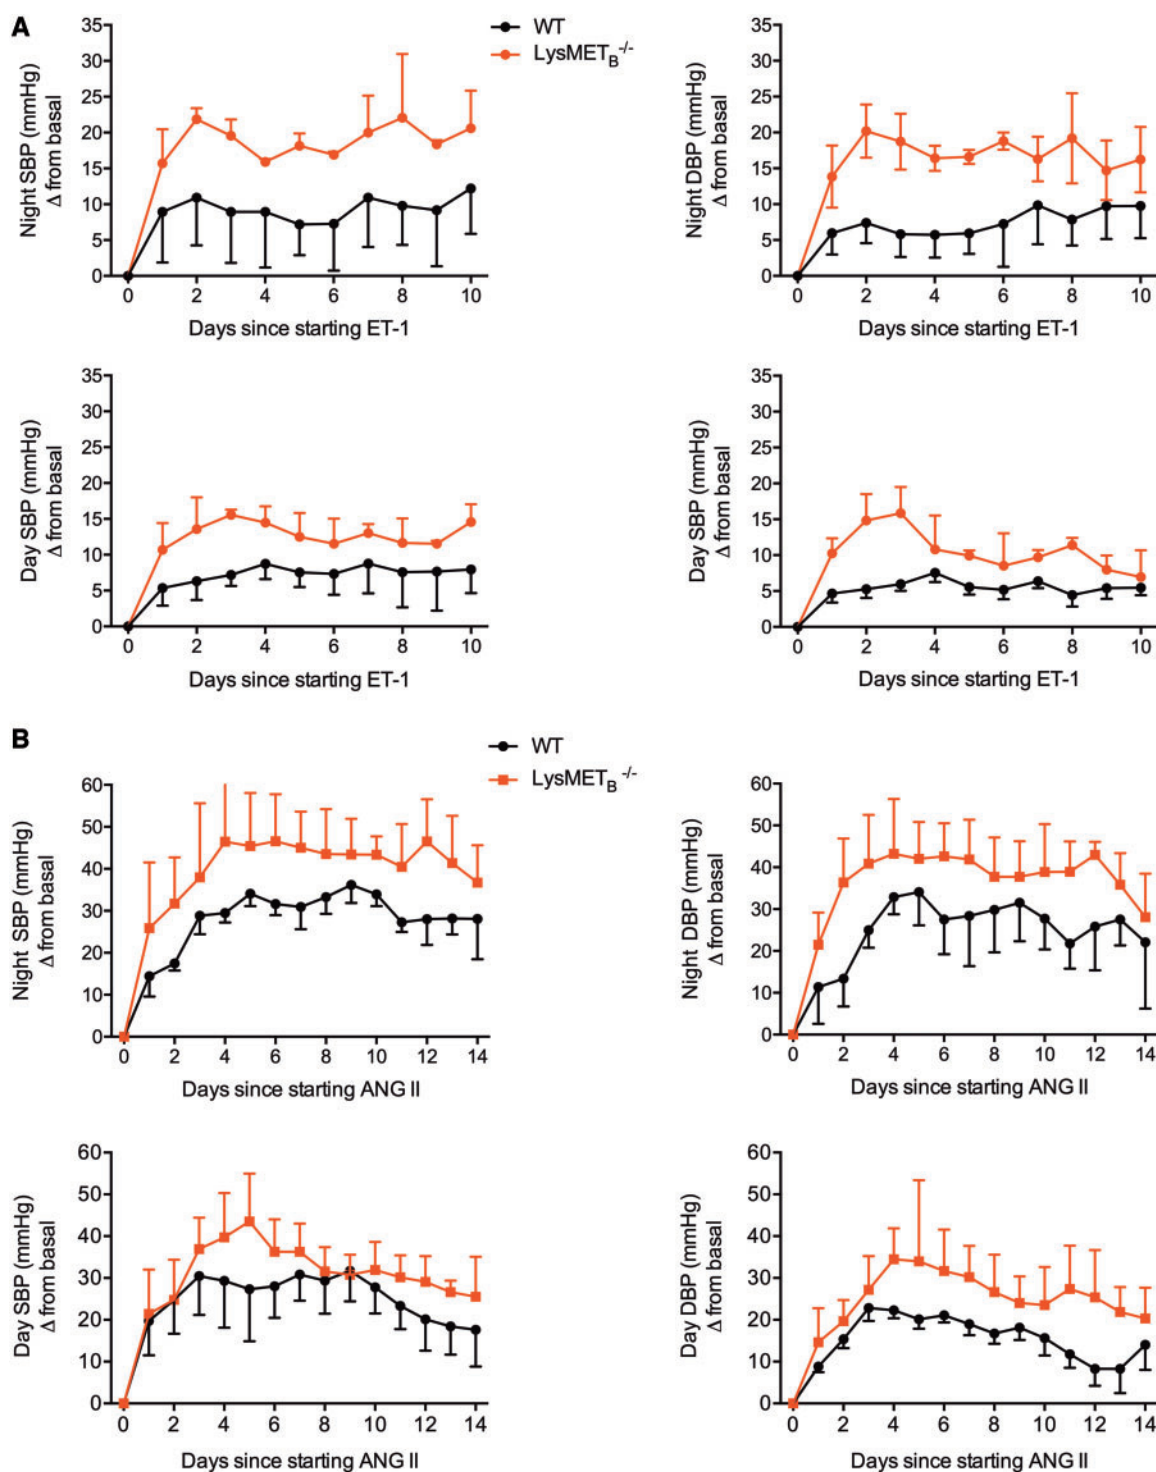 A
WT
LysMETB-/-
Night SBP (mmHg)
Δ from basal
35
30
25
20
15
10
5
0
0 2 4 6 8 10
Days since starting ET-1
Night DBP (mmHg)
Δ from basal
35
30
25
20
15
10
5
0
0 2 4 6 8 10
Days since starting ET-1
Day SBP (mmHg)
Δ from basal
35
30
25
20
15
10
5
0
0 2 4 6 8 10
Days since starting ET-1
Day SBP (mmHg)
Δ from basal
35
30
25
20
15
10
5
0
0 2 4 6 8 10
Days since starting ET-1
B
WT
LysMETB-/-
Night SBP (mmHg)
Δ from basal
60
50
40
30
20
10
0
0 2 4 6 8 10 12 14
Days since starting ANG II
Night DBP (mmHg)
Δ from basal
60
50
40
30
20
10
0
0 2 4 6 8 10 12 14
Days since starting ANG II
Day SBP (mmHg)
Δ from basal
60
50
40
30
20
10
0
0 2 4 6 8 10 12 14
Days since starting ANG II
Day DBP (mmHg)
Δ from basal
60
50
40
30
20
10
0
0 2 4 6 8 10 12 14
Days since starting ANG II